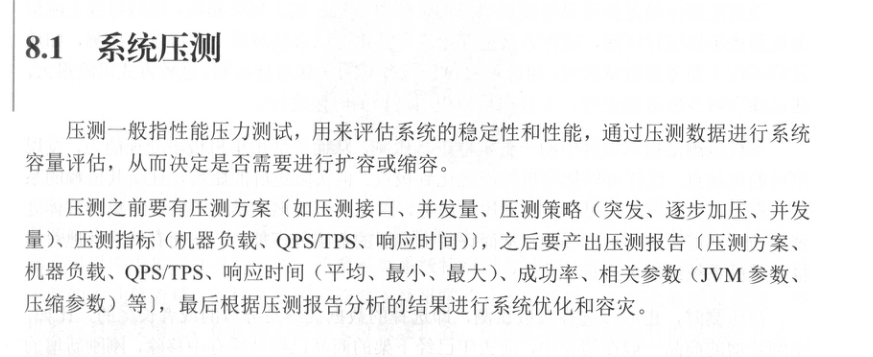 8.1 系统压测
压测一般指性能压力测试，用来评估系统的稳定性和性能，通过压测数据进行系统
容量评估，从而决定是否需要进行扩容或缩容。
压测之前要有压测方案〔如压测接口、并发量、压测策略（突发、逐步加压、并发
量）、压测指标（机器负载、QPS/TPS、响应时间）〕，之后要产出压测报告〔压测方案、
机器负载、QPS/TPS、响应时间（平均、最小、最大）、成功率、相关参数（JVM 参数、
压缩参数）等〕，最后根据压测报告分析的结果进行系统优化和容灾。